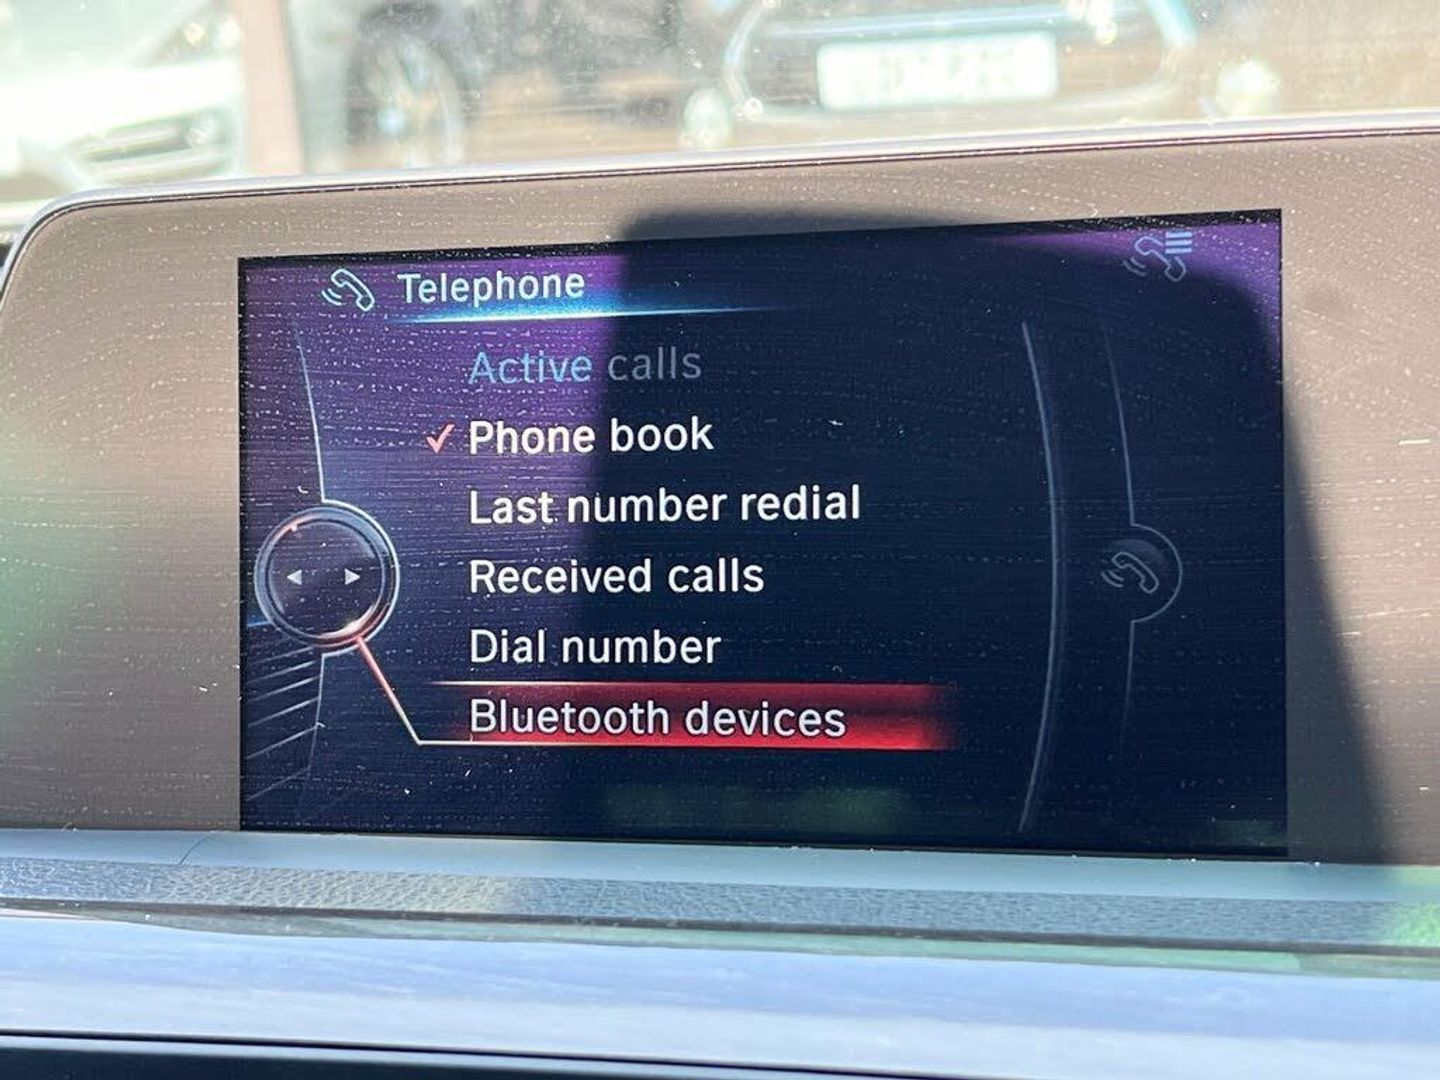 Telephone
Active calls
Phone book
Last number redial
Received calls
Dial number
Bluetooth devices